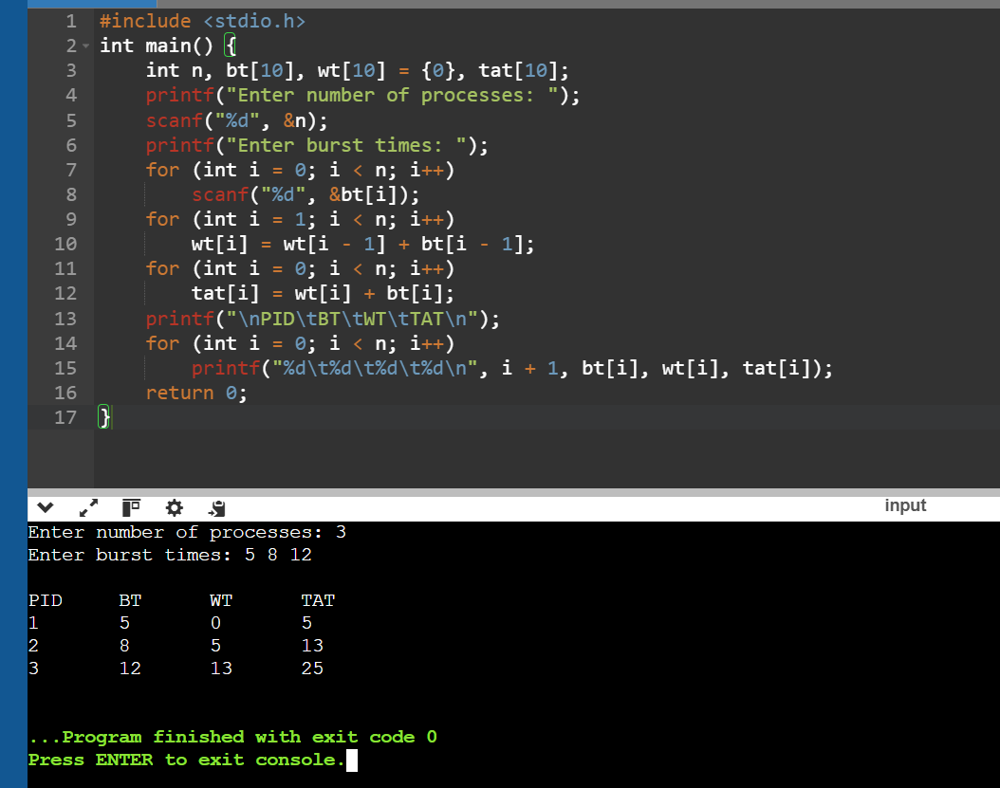 1 #include <stdio.h>
2 int main() {
3     int n, bt[10], wt[10] = {0}, tat[10];
4     printf("Enter number of processes: ");
5     scanf("%d", &n);
6     printf("Enter burst times: ");
7     for (int i = 0; i < n; i++)
8         scanf("%d", &bt[i]);
9     for (int i = 1; i < n; i++)
10         wt[i] = wt[i - 1] + bt[i - 1];
11     for (int i = 0; i < n; i++)
12         tat[i] = wt[i] + bt[i];
13     printf("\nPID\tBT\tWT\tTAT\n");
14     for (int i = 0; i < n; i++)
15         printf("%d\t%d\t%d\t%d\n", i + 1, bt[i], wt[i], tat[i]);
16     return 0;
17 }
input
Enter number of processes: 3
Enter burst times: 5 8 12
PID     BT      WT      TAT
1       5       0       5
2       8       5       13
3       12      13      25
...Program finished with exit code 0
Press ENTER to exit console.